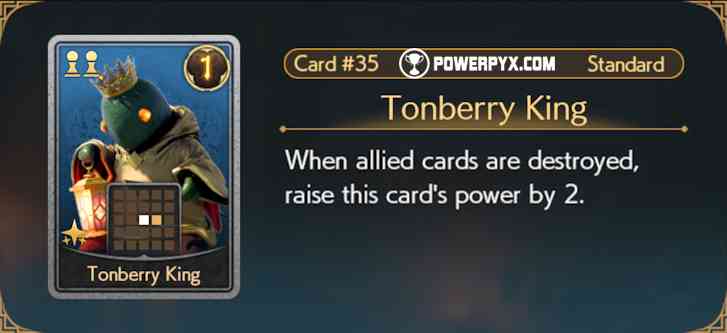 1
Tonberry King
Card #35 POWERPYX.COM Standard
Tonberry King
When allied cards are destroyed,
raise this card's power by 2.